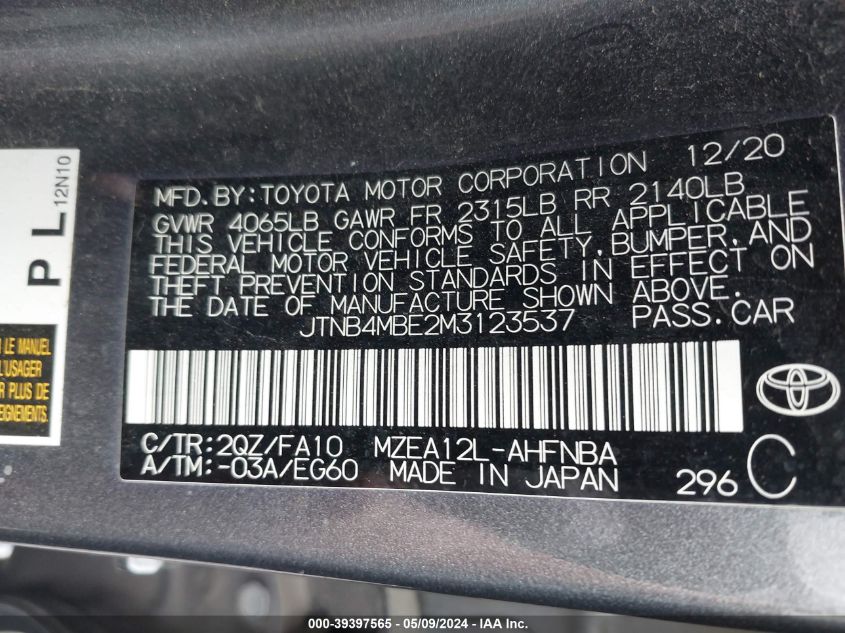 MFD. BY: TOYOTA MOTOR CORPORATION 12/20
GVWR 4065LB GAWR FR 2315LB RR 2140LB
THIS VEHICLE CONFORMS TO ALL APPLICABLE
FEDERAL MOTOR VEHICLE SAFETY, BUMPER, AND
THEFT PREVENTION STANDARDS IN EFFECT ON
THE DATE OF MANUFACTURE SHOWN ABOVE.
JTNB4MBE2M3123537 PASS. CAR
C/TR: 2QZ/FA10 MZEA12L-AHFNBA
A/TM: -03A/EG60 MADE IN JAPAN 296 C
P L 12N10
LE MANUEL
L'USAGER
PLUS DE
000-39397565 - 05/09/2024 - IAAI.com